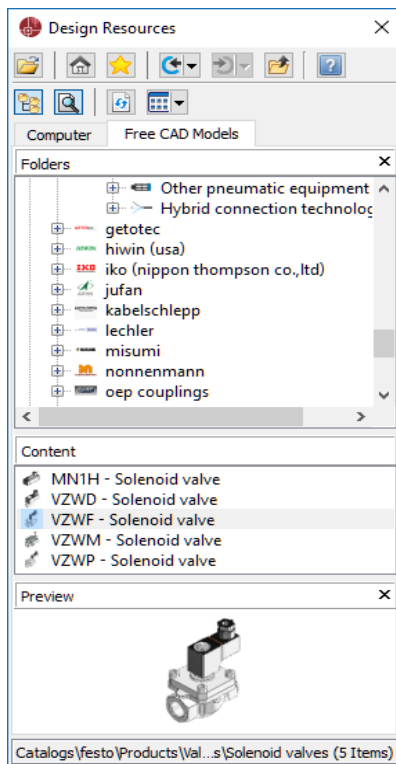 Design Resources
Computer
Free CAD Models
Folders
Other pneumatic equipment
Hybrid connection technolog
getotec
hiwin (usa)
IKO iko (nippon thompson co.,ltd)
jufan
kabelschlepp
lechler
misumi
nonnenmann
oep couplings
Content
MN1H - Solenoid valve
VZWD - Solenoid valve
VZWF - Solenoid valve
VZWM - Solenoid valve
VZWP - Solenoid valve
Preview
Catalogs\festo\Products\Val...s\Solenoid valves (5 Items)